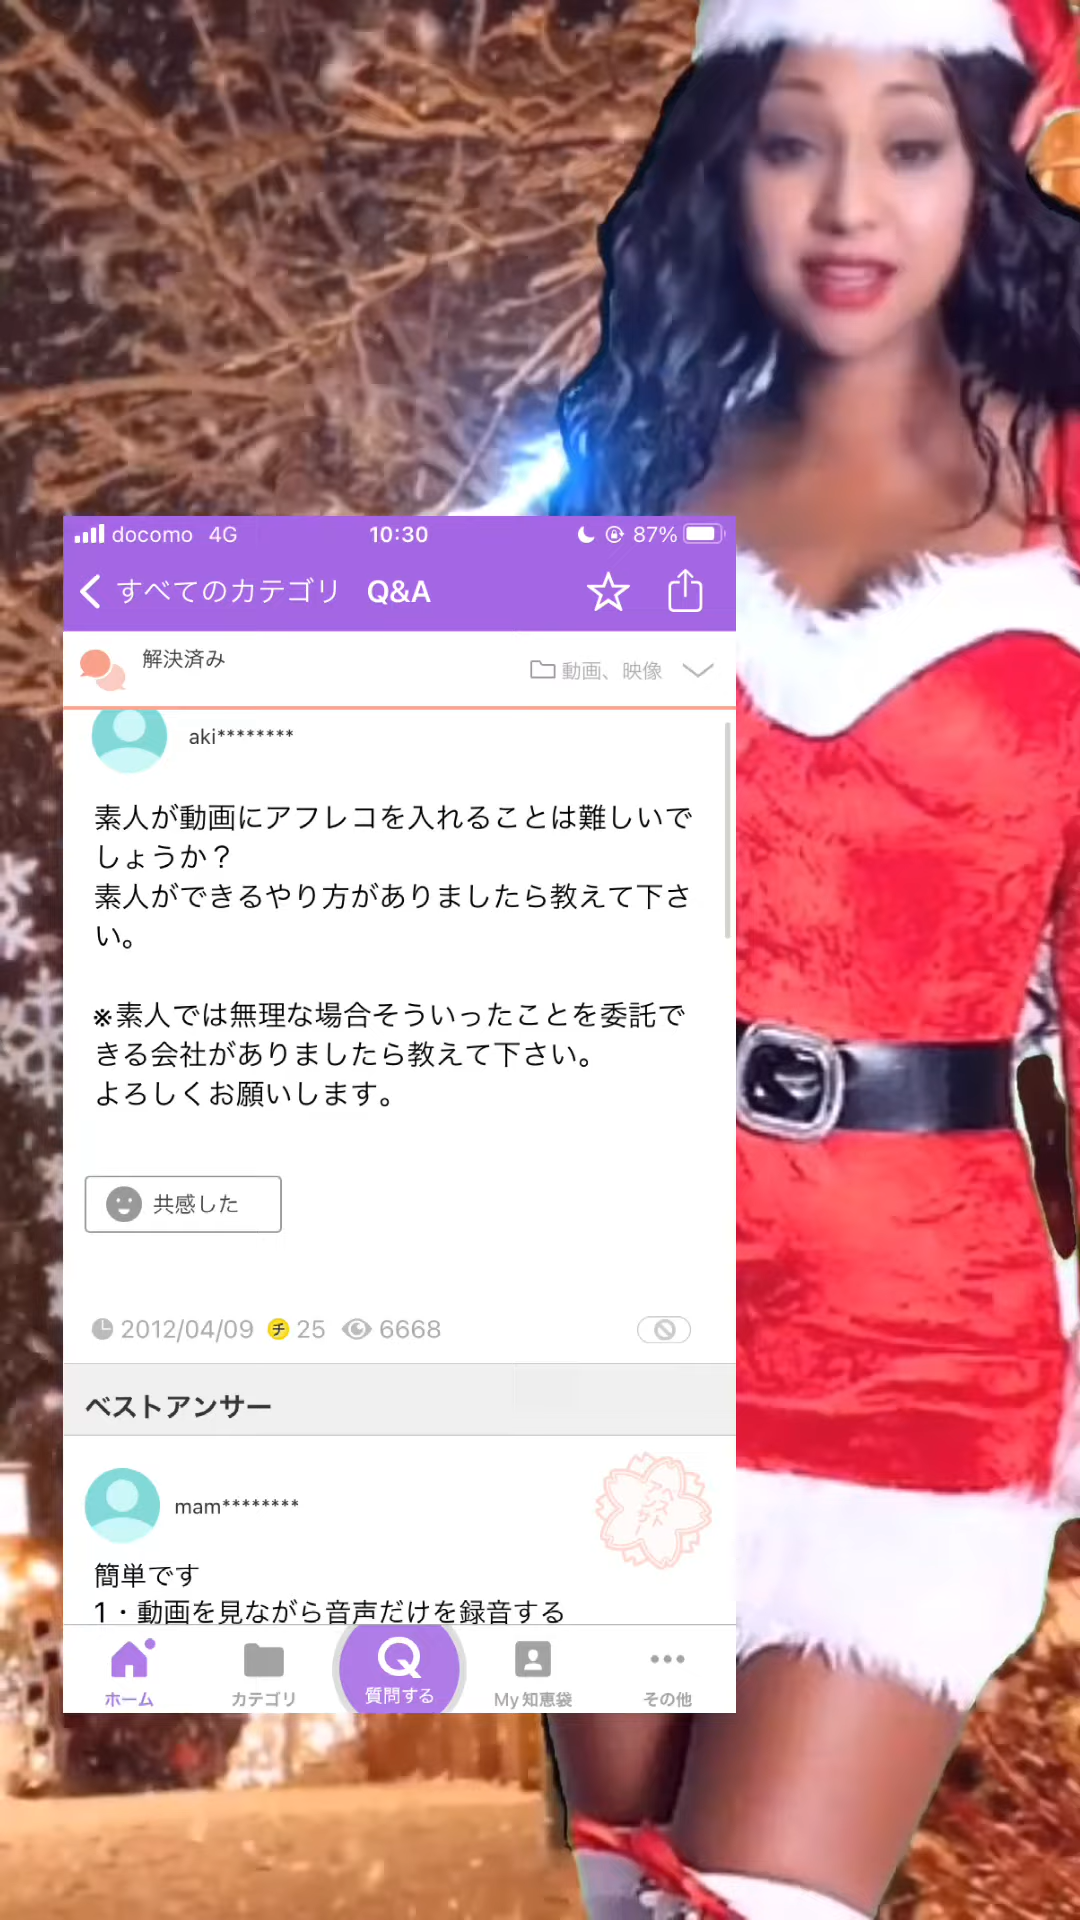 docomo 4G 10:30 87%
すべてのカテゴリ Q&A
解決済み 動画、映像
aki********
素人が動画にアフレコを入れることは難しいで
しょうか？
素人ができるやり方がありましたら教えて下さ
い。
※素人では無理な場合そういったことを委託で
きる会社がありましたら教えて下さい。
よろしくお願いします。
共感した
2012/04/09 チ 25 6668
ベストアンサー
mam********
ベスト
アンサー
簡単です
1・動画を見ながら音声だけを録音する
ホーム カテゴリ Q 質問する My 知恵袋 その他